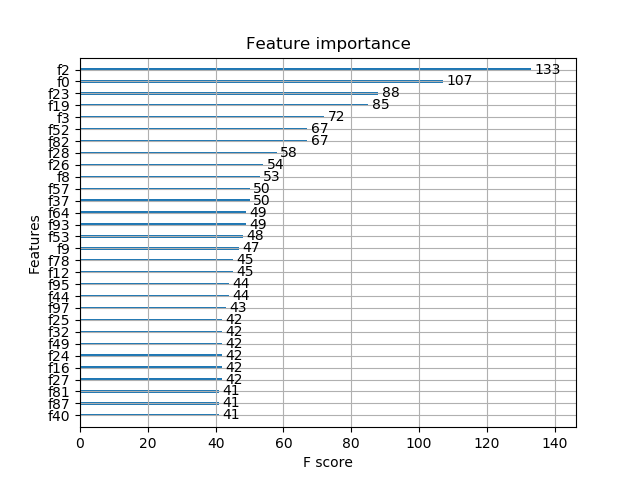 Feature importance
f2 133
f0 107
f23 88
f19 85
f3 72
f52 67
f82 67
f28 58
f26 54
f8 53
f57 50
f37 50
f64 49
f93 49
f53 48
f9 47
f78 45
f12 45
f95 44
f44 44
f97 43
f25 42
f32 42
f49 42
f24 42
f16 42
f27 42
f81 41
f87 41
f40 41
Features
0 20 40 60 80 100 120 140
F score